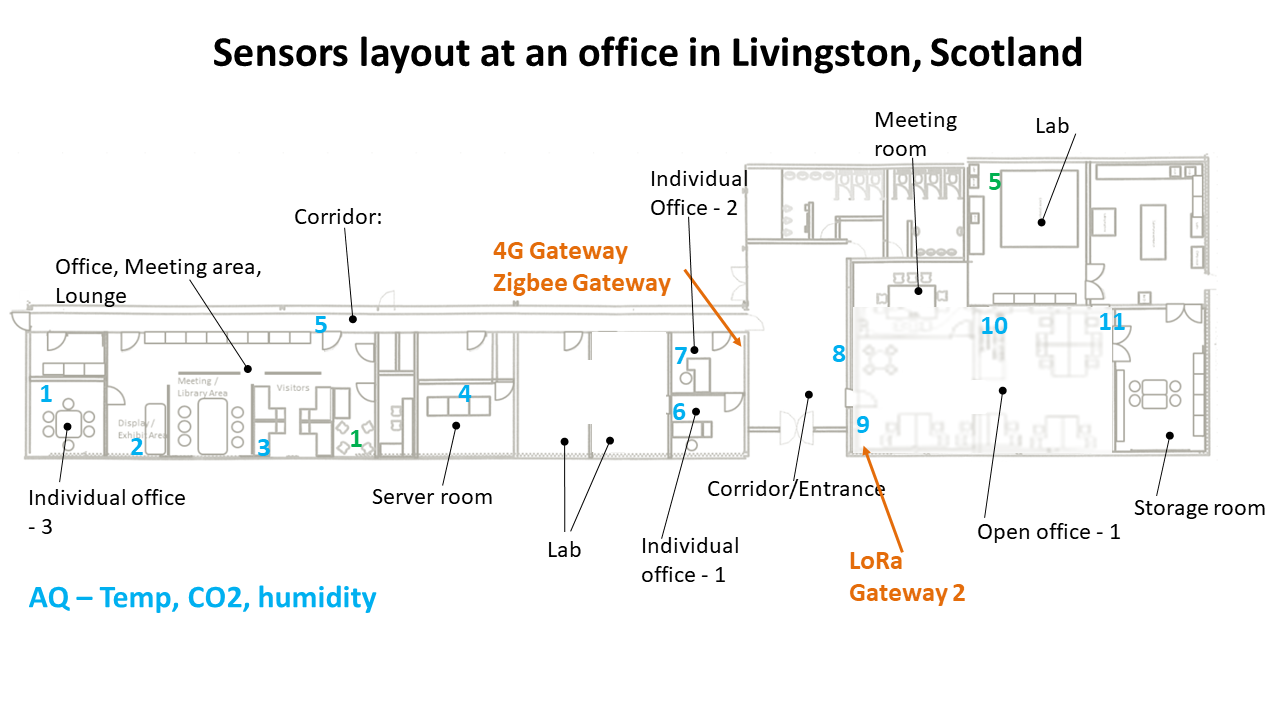 Sensors layout at an office in Livingston, Scotland
Meeting
room
Lab
Individual
Office - 2
5
Corridor:
4G Gateway
Zigbee Gateway
Office, Meeting area,
Lounge
5
10
11
8
7
Meeting /
Library Area
Visitors
1
4
6
Display /
Exhibit Area
2
3
1
9
Individual office
- 3
Server room
Corridor/Entrance
Storage room
Open office - 1
Lab
Individual
office - 1
LoRa
Gateway 2
AQ – Temp, CO2, humidity